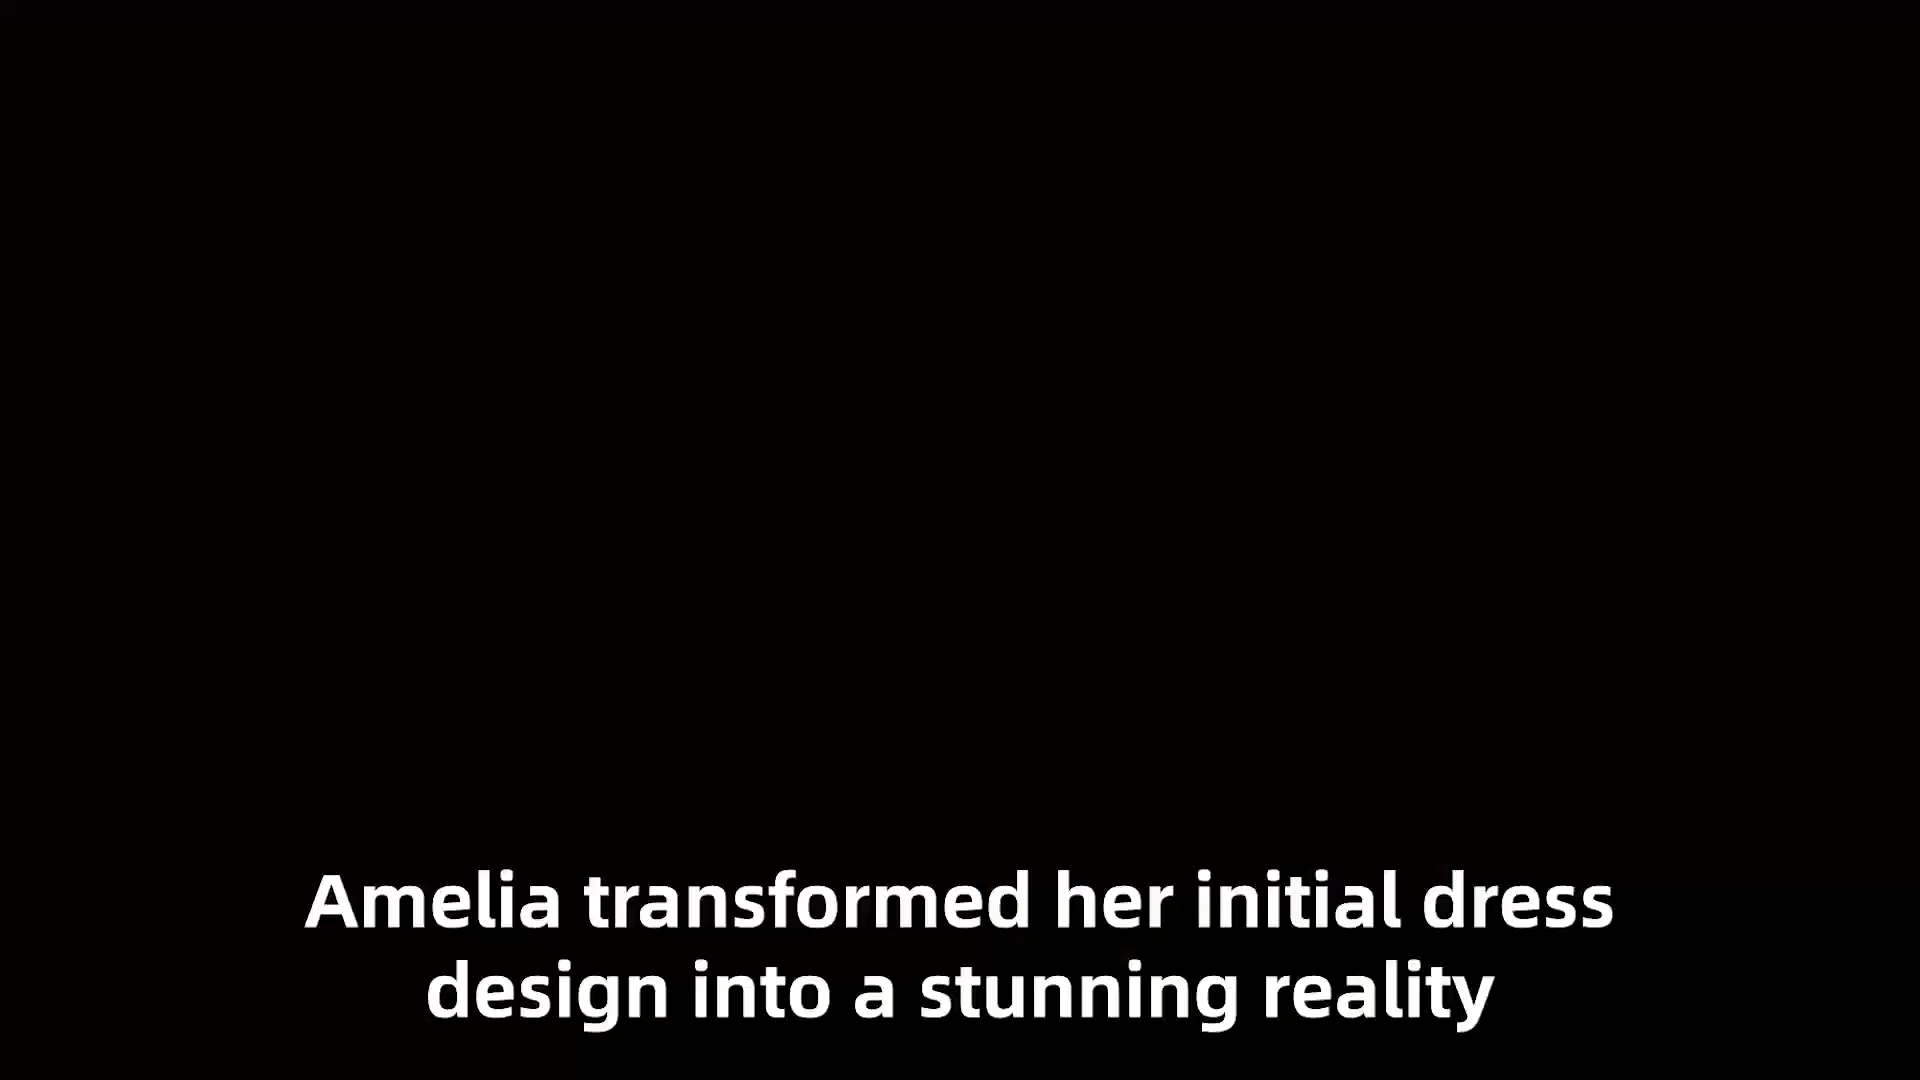 Amelia transformed her initial dress
design into a stunning reality